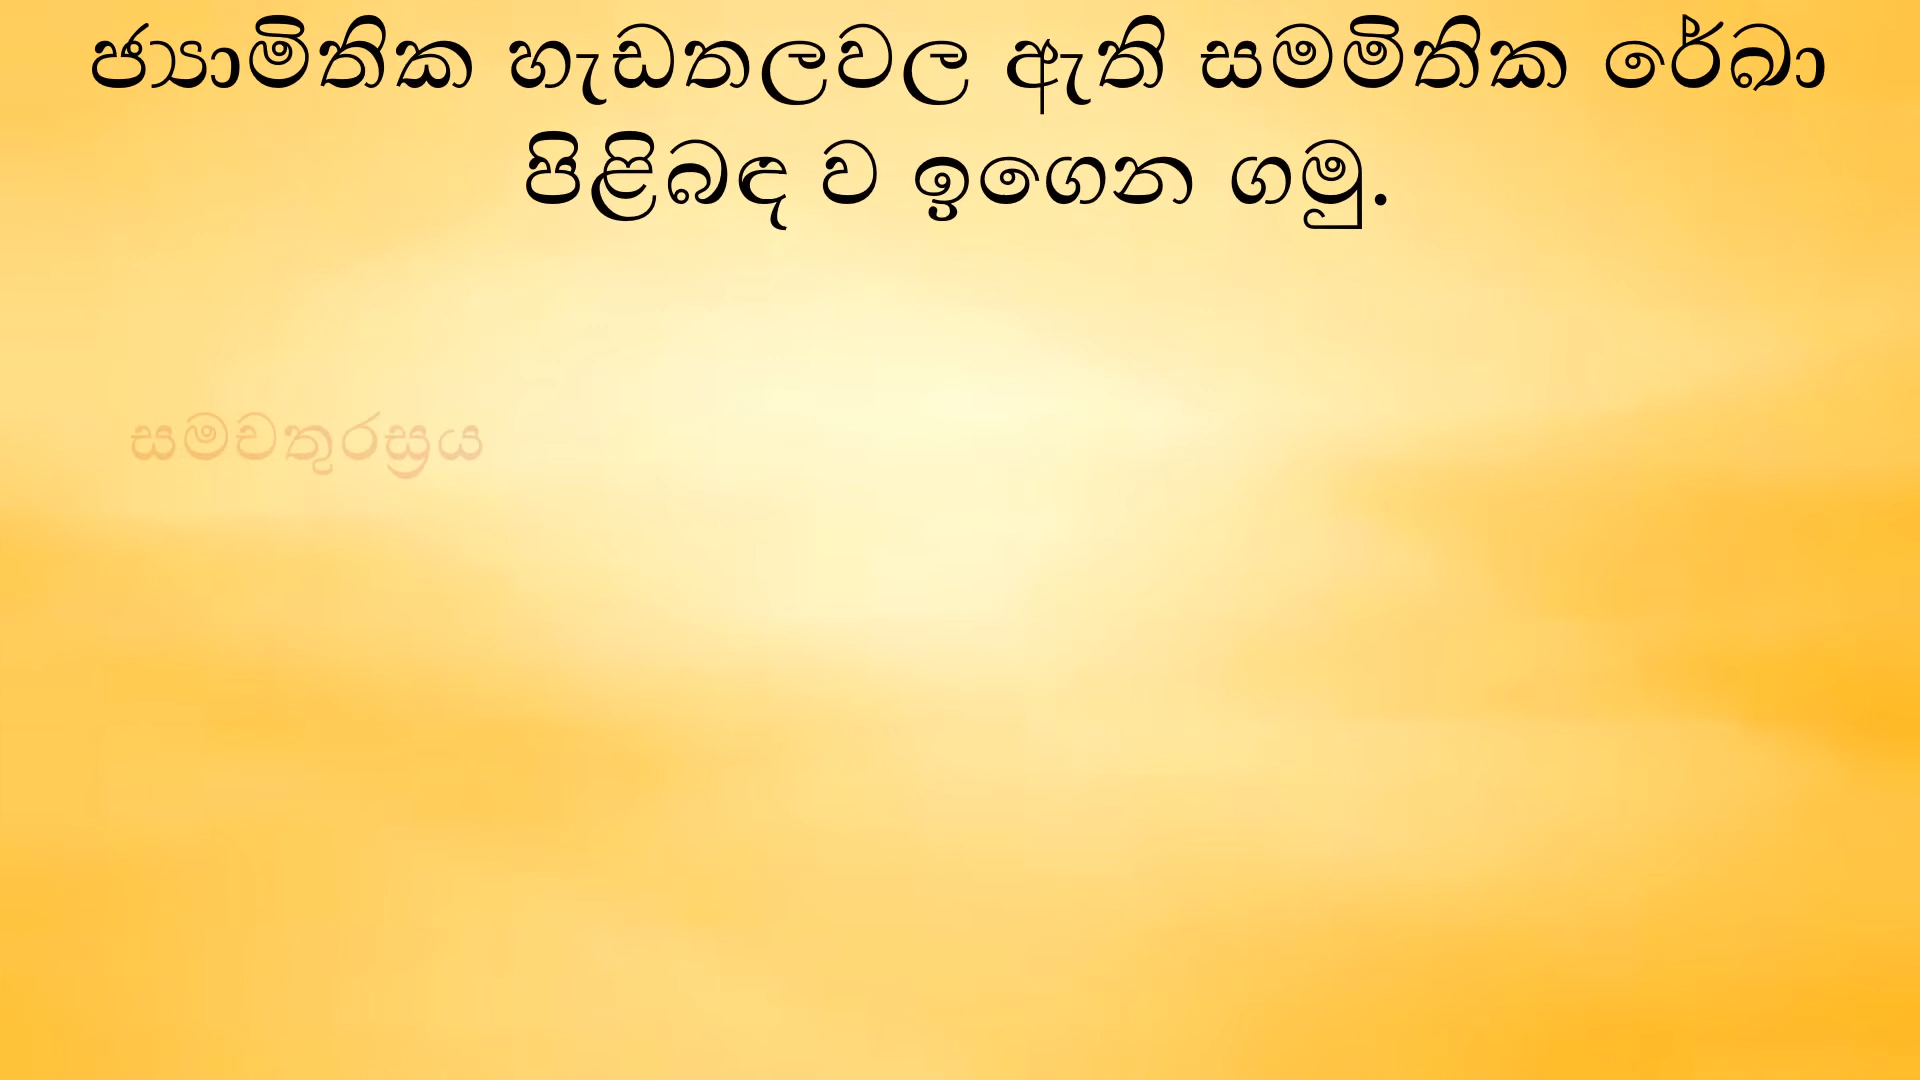 ජ්‍යාමිතික හැඩතලවල ඇති සමමිතික රේඛා
පිළිබඳ ව ඉගෙන ගමු.
සමචතුරස්‍රය